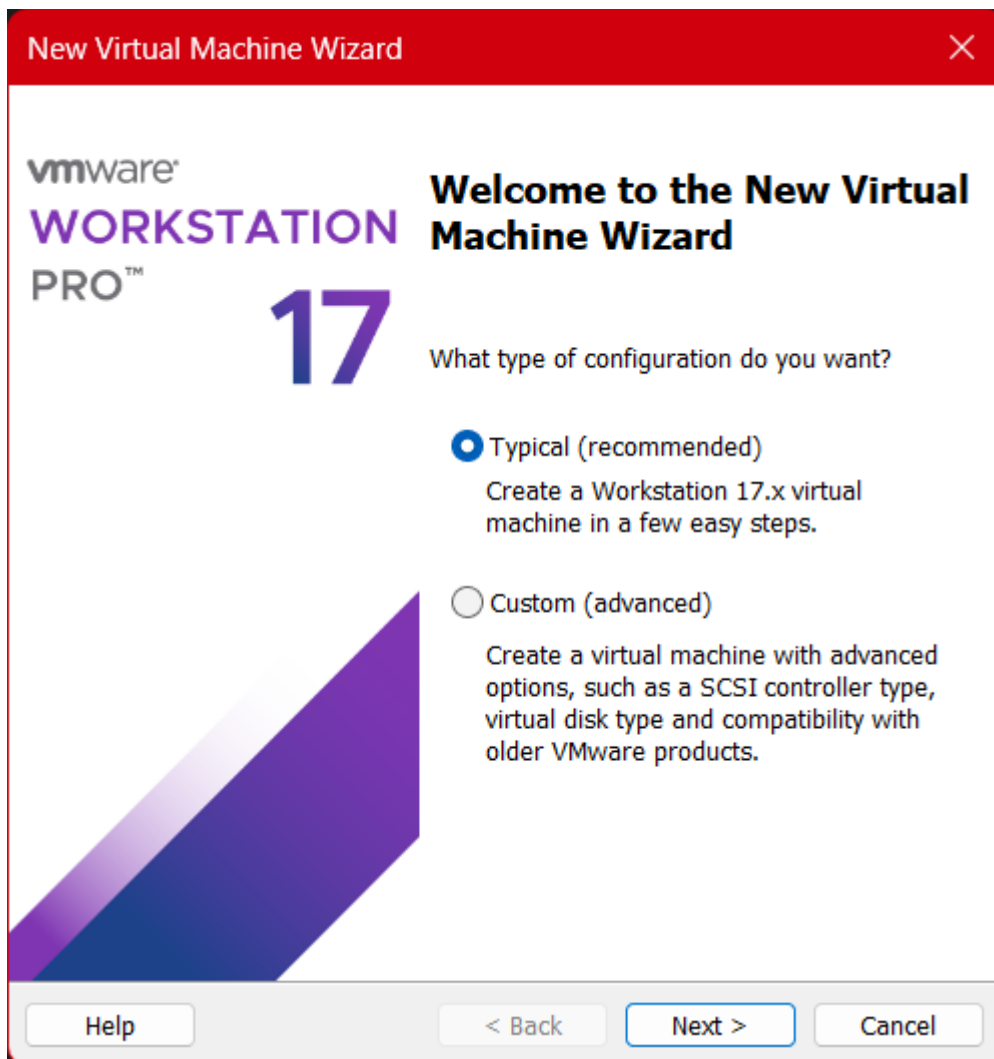 New Virtual Machine Wizard
vmware®
WORKSTATION
PRO™
17
Welcome to the New Virtual
Machine Wizard
What type of configuration do you want?
Typical (recommended)
Create a Workstation 17.x virtual
machine in a few easy steps.
Custom (advanced)
Create a virtual machine with advanced
options, such as a SCSI controller type,
virtual disk type and compatibility with
older VMware products.
Help
< Back
Next >
Cancel